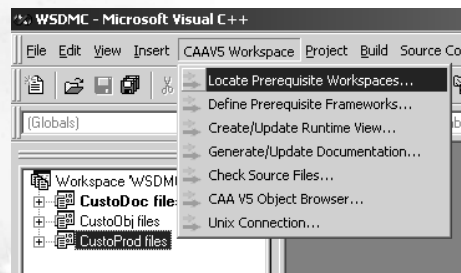 WSDMC - Microsoft Visual C++
File Edit View Insert CAAV5 Workspace Project Build Source Co
Locate Prerequisite Workspaces...
Define Prerequisite Frameworks...
(Globals)
Create/Update Runtime View...
Generate/Update Documentation...
Check Source Files...
CAA V5 Object Browser...
Unix Connection...
Workspace 'WSDM
CustoDoc file
CustoObj files
CustoProd files